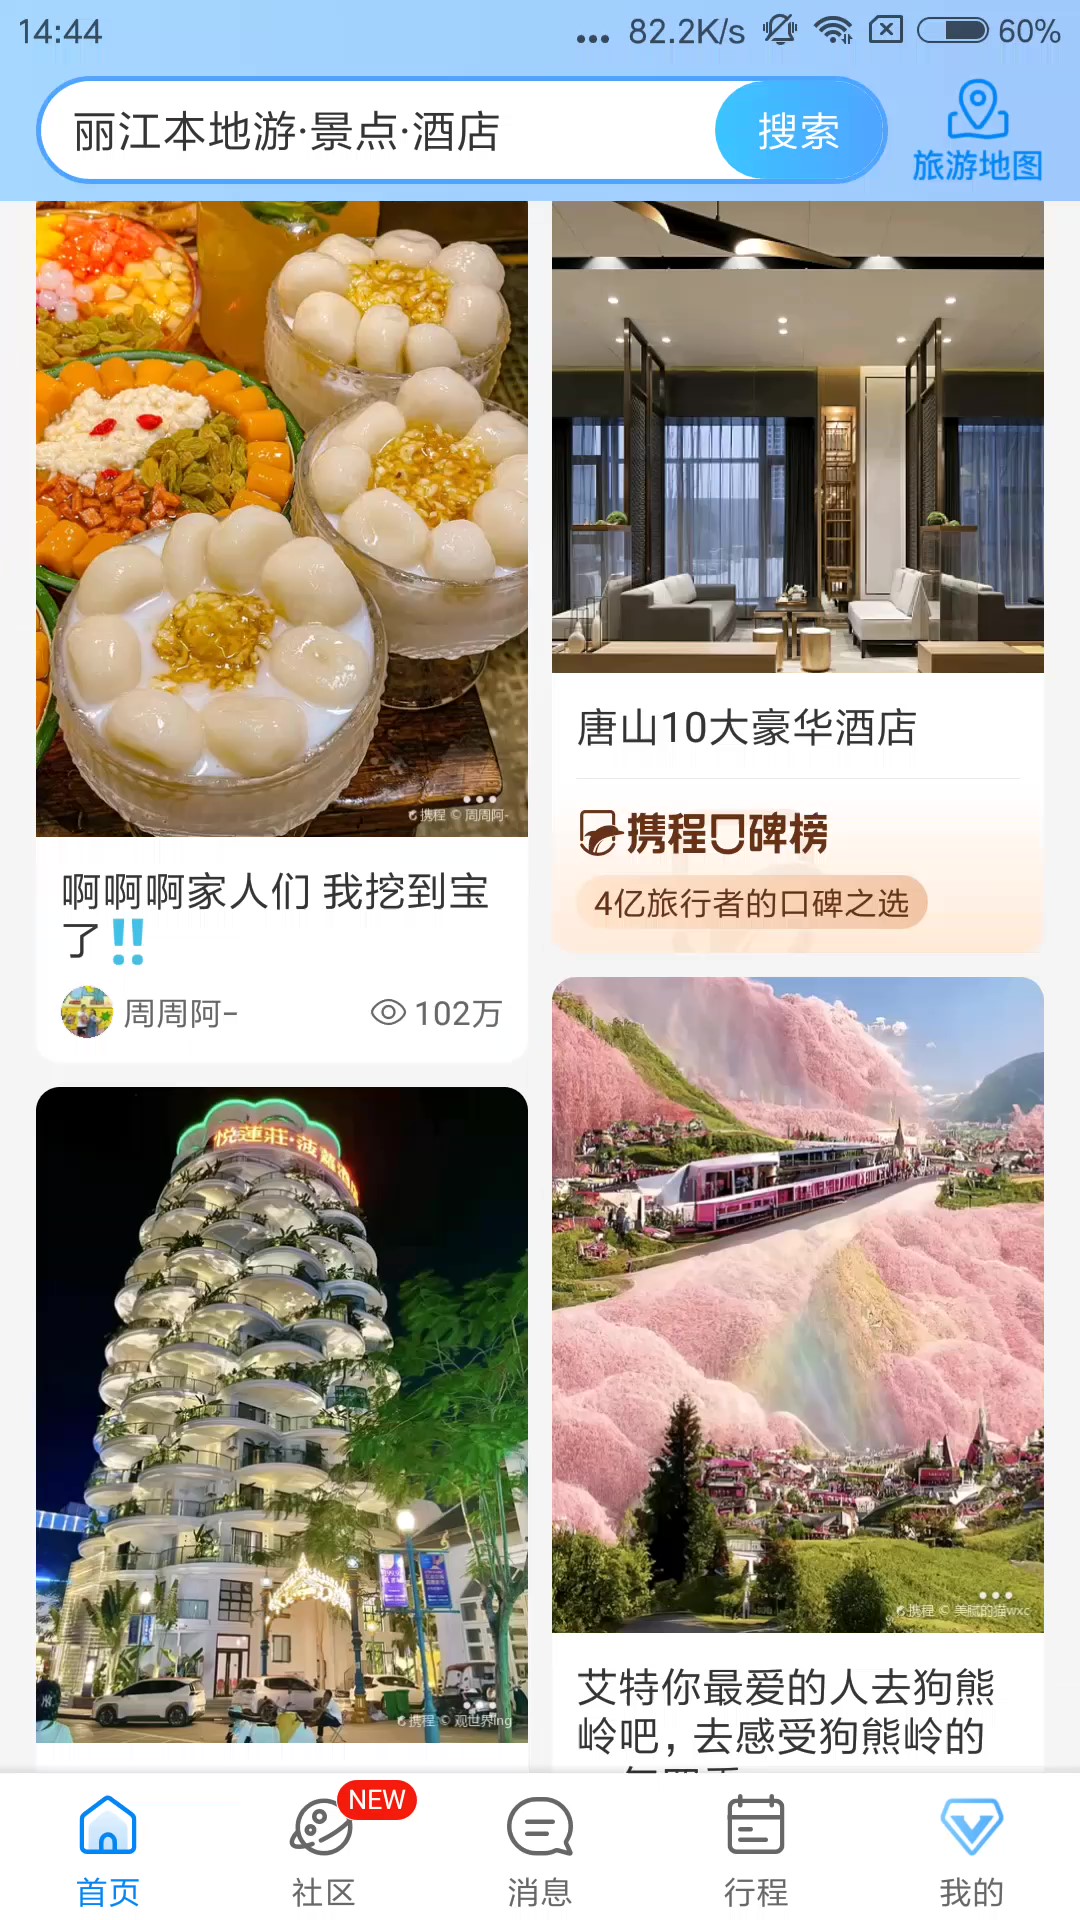 14:44
82.2K/s
60%
丽江本地游·景点·酒店
搜索
旅游地图
携程 © 周周阿-
啊啊啊家人们 我挖到宝
了‼
周周阿-
102万
唐山10大豪华酒店
携程口碑榜
4亿旅行者的口碑之选
悦蓮莊·菠蘿
携程 © 观世界ing
携程 © 美腻的猫wxc
艾特你最爱的人去狗熊
岭吧，去感受狗熊岭的
NEW
首页
社区
消息
行程
我的